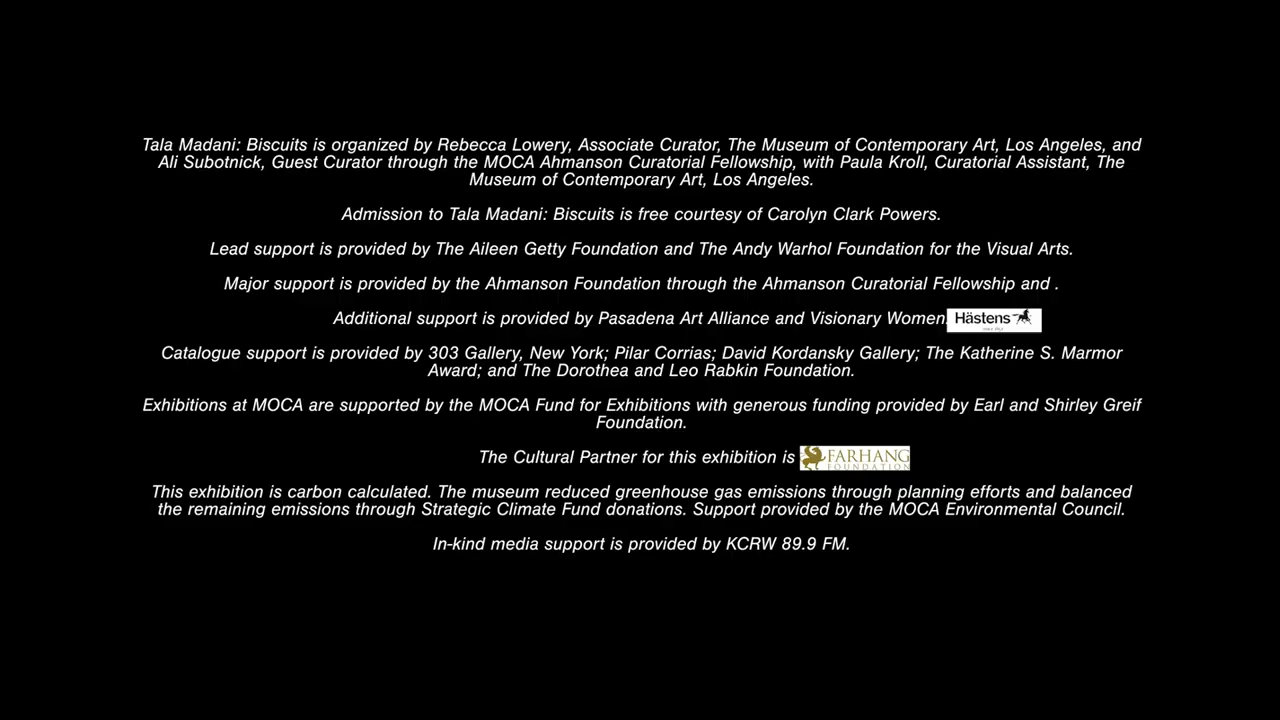 Tala Madani: Biscuits is organized by Rebecca Lowery, Associate Curator, The Museum of Contemporary Art, Los Angeles, and
Ali Subotnick, Guest Curator through the MOCA Ahmanson Curatorial Fellowship, with Paula Kroll, Curatorial Assistant, The
Museum of Contemporary Art, Los Angeles.
Admission to Tala Madani: Biscuits is free courtesy of Carolyn Clark Powers.
Lead support is provided by The Aileen Getty Foundation and The Andy Warhol Foundation for the Visual Arts.
Major support is provided by the Ahmanson Foundation through the Ahmanson Curatorial Fellowship and .
Additional support is provided by Pasadena Art Alliance and Visionary Women. Hästens
since 1852
Catalogue support is provided by 303 Gallery, New York; Pilar Corrias; David Kordansky Gallery; The Katherine S. Marmor
Award; and The Dorothea and Leo Rabkin Foundation.
Exhibitions at MOCA are supported by the MOCA Fund for Exhibitions with generous funding provided by Earl and Shirley Greif
Foundation.
The Cultural Partner for this exhibition is FARHANG
FOUNDATION
This exhibition is carbon calculated. The museum reduced greenhouse gas emissions through planning efforts and balanced
the remaining emissions through Strategic Climate Fund donations. Support provided by the MOCA Environmental Council.
In-kind media support is provided by KCRW 89.9 FM.